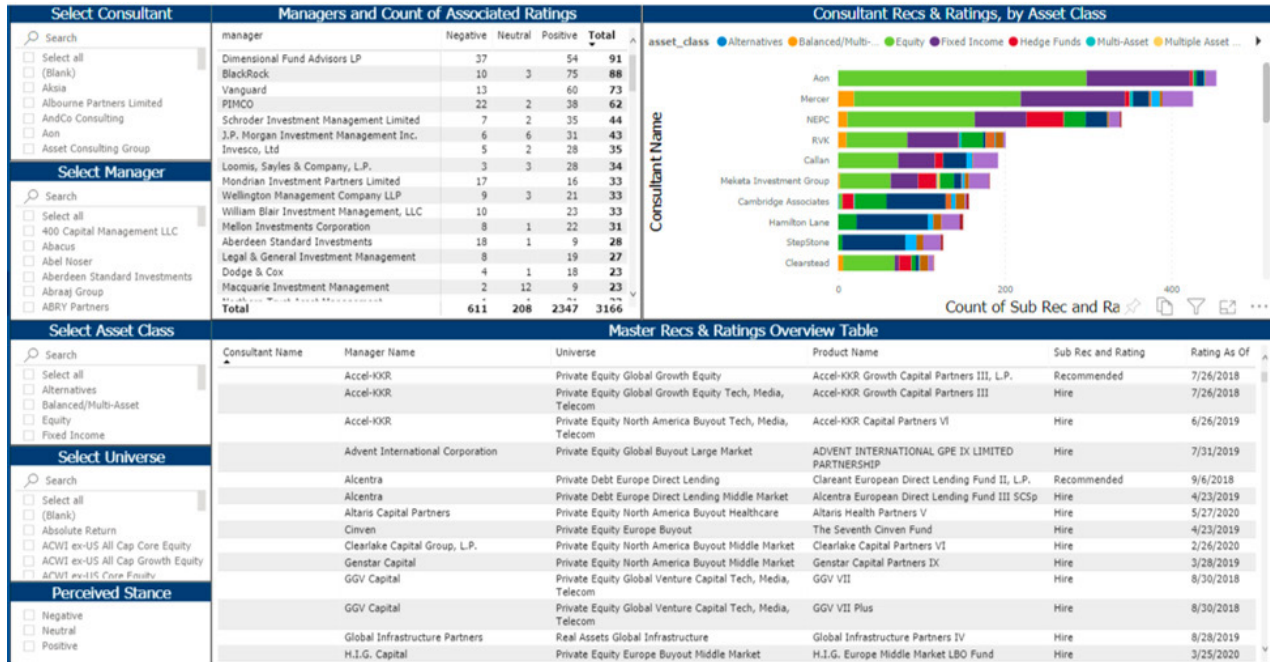 Select Consultant
Search
Select all
(Blank)
Aksia
Albourne Partners Limited
AndCo Consulting
Aon
Asset Consulting Group
Select Manager
Search
Select all
400 Capital Management LLC
Abacus
Abel Noser
Aberdeen Standard Investments
Abraaj Group
ABRY Partners
Select Asset Class
Search
Select all
Alternatives
Balanced/Multi-Asset
Equity
Fixed Income
Select Universe
Search
Select all
(Blank)
Absolute Return
ACWI ex-US All Cap Core Equity
ACWI ex-US All Cap Growth Equity
ACWI ex-US Core Equity
Perceived Stance
Negative
Neutral
Positive
Managers and Count of Associated Ratings
manager Negative Neutral Positive Total
Dimensional Fund Advisors LP 37 54 91
BlackRock 10 3 75 88
Vanguard 13 60 73
PIMCO 22 2 38 62
Schroder Investment Management Limited 7 2 35 44
J.P. Morgan Investment Management Inc. 6 6 31 43
Invesco, Ltd 5 2 28 35
Loomis, Sayles & Company, L.P. 3 3 28 34
Mondrian Investment Partners Limited 17 16 33
Wellington Management Company LLP 9 3 21 33
William Blair Investment Management, LLC 10 23 33
Mellon Investments Corporation 8 1 22 31
Aberdeen Standard Investments 18 1 9 28
Legal & General Investment Management 8 19 27
Dodge & Cox 4 1 18 23
Macquarie Investment Management 2 12 9 23
Total 611 208 2347 3166
Consultant Recs & Ratings, by Asset Class
asset_class Alternatives Balanced/Multi-... Equity Fixed Income Hedge Funds Multi-Asset Multiple Asset ...
Consultant Name
Aon
Mercer
NEPC
RVK
Callan
Meketa Investment Group
Cambridge Associates
Hamilton Lane
StepStone
Clearstead
0 200 400
Count of Sub Rec and Ra
Master Recs & Ratings Overview Table
Consultant Name Manager Name Universe Product Name Sub Rec and Rating Rating As Of
Accel-KKR Private Equity Global Growth Equity Accel-KKR Growth Capital Partners III, L.P. Recommended 7/26/2018
Accel-KKR Private Equity Global Growth Equity Tech, Media, Accel-KKR Growth Capital Partners III Hire 7/26/2018
Telecom
Accel-KKR Private Equity North America Buyout Tech, Media, Accel-KKR Capital Partners VI Hire 6/26/2019
Telecom
Advent International Corporation Private Equity Global Buyout Large Market ADVENT INTERNATIONAL GPE IX LIMITED Hire 7/31/2019
PARTNERSHIP
Alcentra Private Debt Europe Direct Lending Clareant European Direct Lending Fund II, L.P. Recommended 9/6/2018
Alcentra Private Debt Europe Direct Lending Middle Market Alcentra European Direct Lending Fund III SCSp Hire 4/23/2019
Altaris Capital Partners Private Equity North America Buyout Healthcare Altaris Health Partners V Hire 5/27/2020
Cinven Private Equity Europe Buyout The Seventh Cinven Fund Hire 4/23/2019
Clearlake Capital Group, L.P. Private Equity North America Buyout Middle Market Clearlake Capital Partners VI Hire 2/26/2020
Genstar Capital Private Equity North America Buyout Middle Market Genstar Capital Partners IX Hire 3/28/2019
GGV Capital Private Equity Global Venture Capital Tech, Media, GGV VII Hire 8/30/2018
Telecom
GGV Capital Private Equity Global Venture Capital Tech, Media, GGV VII Plus Hire 8/30/2018
Telecom
Global Infrastructure Partners Real Assets Global Infrastructure Global Infrastructure Partners IV Hire 8/28/2019
H.I.G. Capital Private Equity Europe Buyout Middle Market H.I.G. Europe Middle Market LBO Fund Hire 3/25/2020